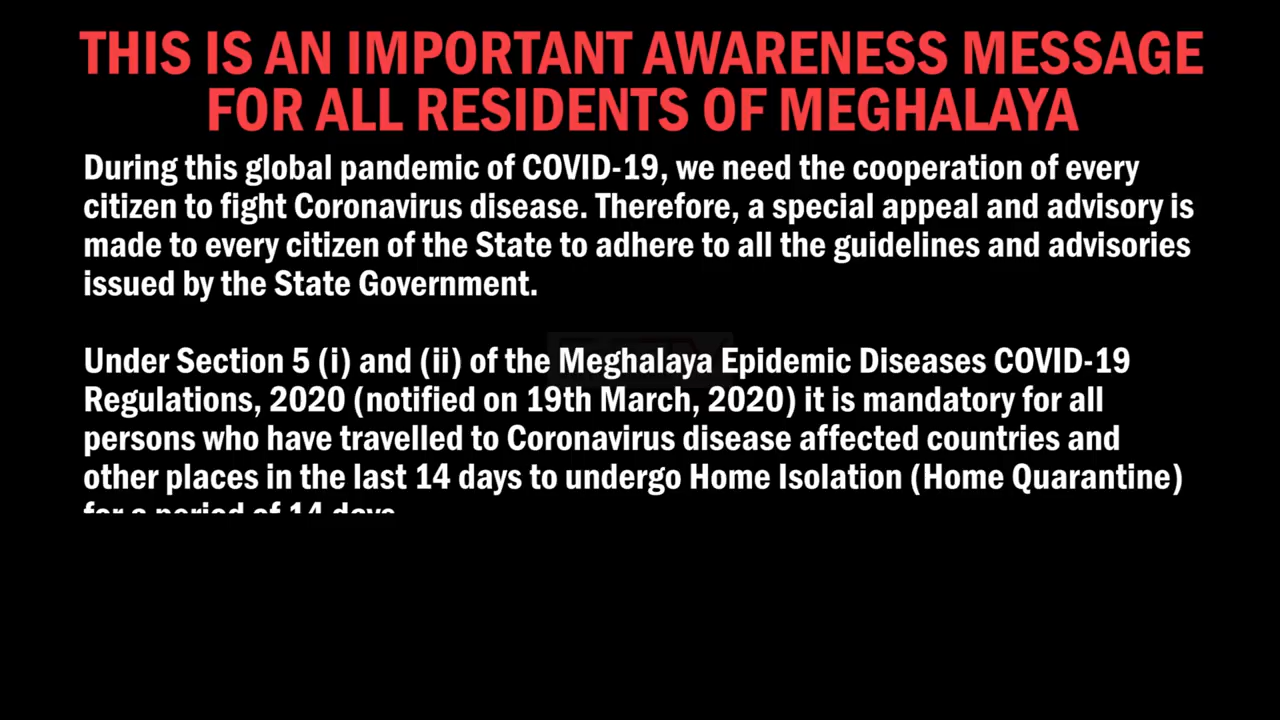 THIS IS AN IMPORTANT AWARENESS MESSAGE
FOR ALL RESIDENTS OF MEGHALAYA
During this global pandemic of COVID-19, we need the cooperation of every
citizen to fight Coronavirus disease. Therefore, a special appeal and advisory is
made to every citizen of the State to adhere to all the guidelines and advisories
issued by the State Government.
Under Section 5 (i) and (ii) of the Meghalaya Epidemic Diseases COVID-19
Regulations, 2020 (notified on 19th March, 2020) it is mandatory for all
persons who have travelled to Coronavirus disease affected countries and
other places in the last 14 days to undergo Home Isolation (Home Quarantine)
for a period of 14 days